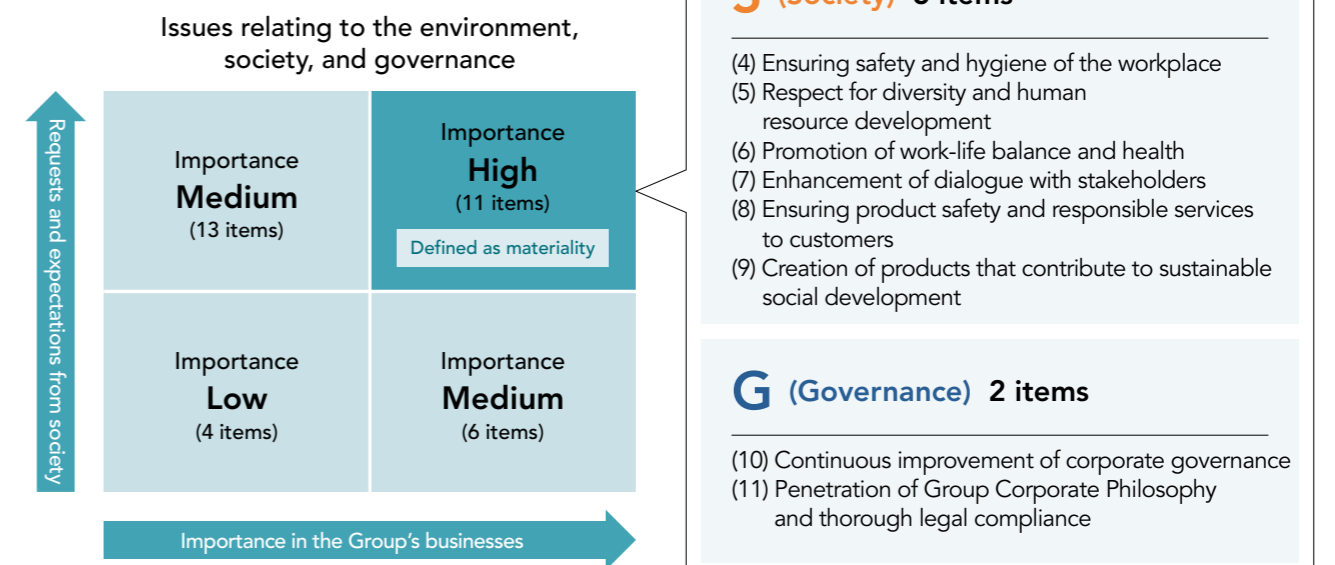 Issues relating to the environment,
society, and governance
Requests and expectations from society
Importance
Medium
(13 items)
Importance
High
(11 items)
Defined as materiality
Importance
Low
(4 items)
Importance
Medium
(6 items)
Importance in the Group's businesses
S (Society) 6 items
(4) Ensuring safety and hygiene of the workplace
(5) Respect for diversity and human
resource development
(6) Promotion of work-life balance and health
(7) Enhancement of dialogue with stakeholders
(8) Ensuring product safety and responsible services
to customers
(9) Creation of products that contribute to sustainable
social development
G (Governance) 2 items
(10) Continuous improvement of corporate governance
(11) Penetration of Group Corporate Philosophy
and thorough legal compliance